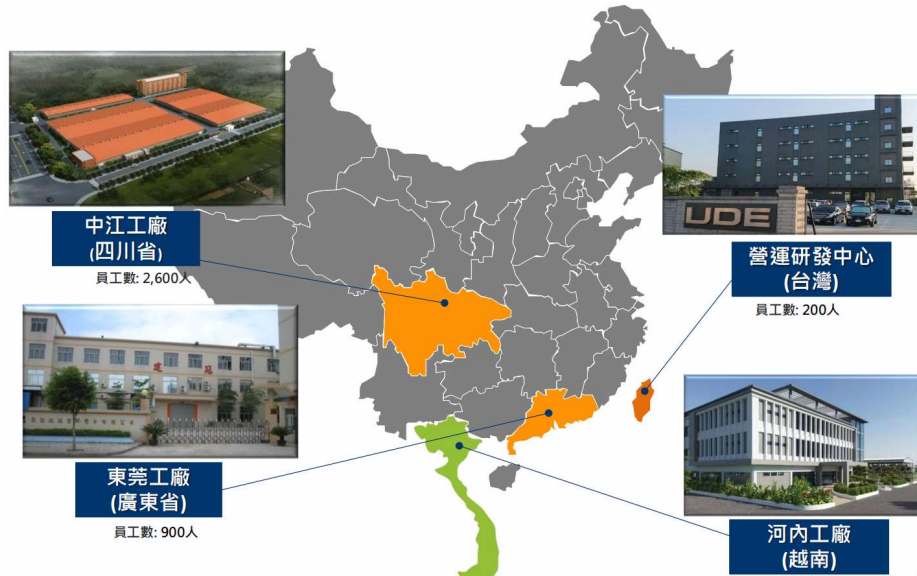 中江工廠
(四川省)
員工數: 2,600人
UDE
營運研發中心
(台灣)
員工數: 200人
東莞工廠
(廣東省)
員工數: 900人
河內工廠
(越南)